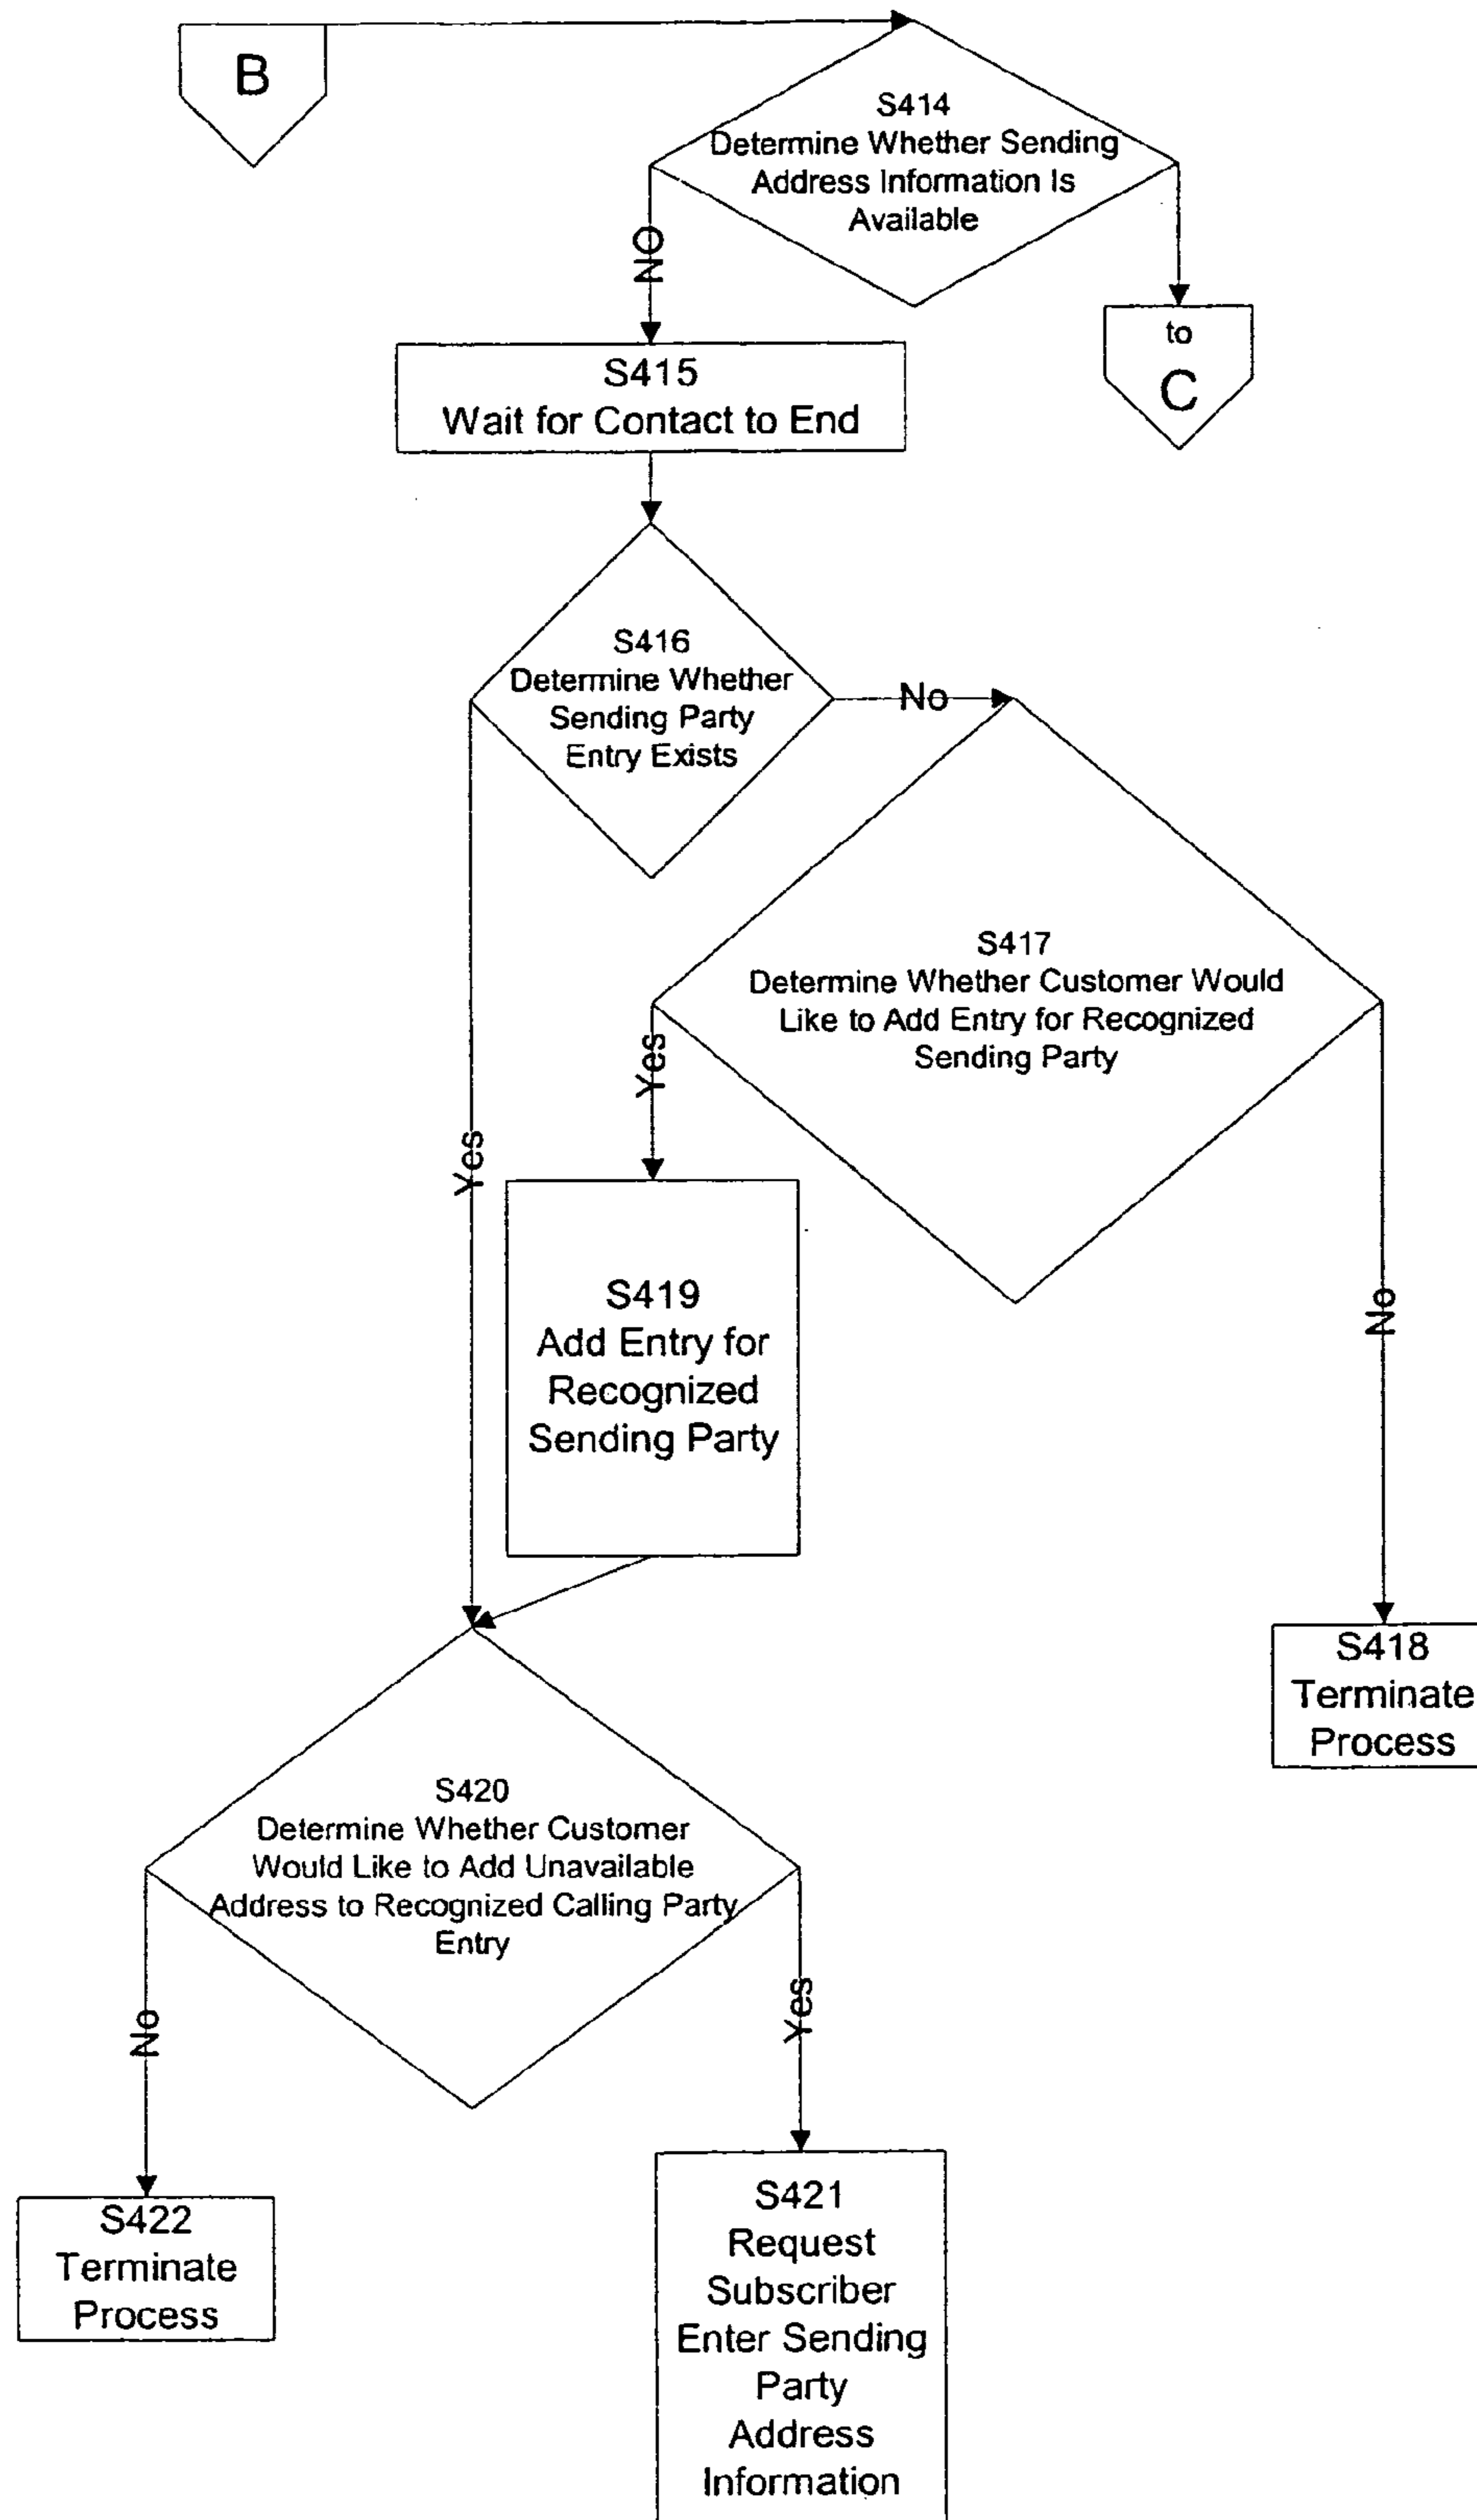 B
S414
Determine Whether Sending
Address Information Is
Available
NO
to
C
S415
Wait for Contact to End
S416
Determine Whether
Sending Party
Entry Exists
No
S417
Determine Whether Customer Would
Like to Add Entry for Recognized
Sending Party
Yes
Yes
S419
Add Entry for
Recognized
Sending Party
No
S418
Terminate
Process
S420
Determine Whether Customer
Would Like to Add Unavailable
Address to Recognized Calling Party
Entry
No
Yes
S422
Terminate
Process
S421
Request
Subscriber
Enter Sending
Party
Address
Information